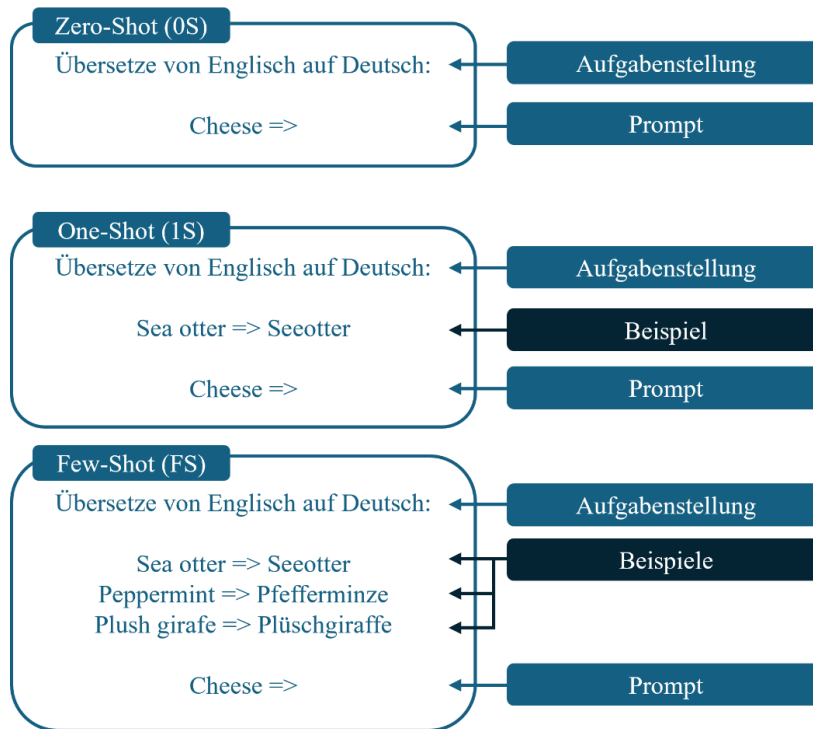 Zero-Shot (0S)
Übersetze von Englisch auf Deutsch:
Aufgabenstellung
Cheese =>
Prompt
One-Shot (1S)
Übersetze von Englisch auf Deutsch:
Aufgabenstellung
Sea otter => Seeotter
Beispiel
Cheese =>
Prompt
Few-Shot (FS)
Übersetze von Englisch auf Deutsch:
Aufgabenstellung
Sea otter => Seeotter
Beispiele
Peppermint => Pfefferminze
Plush girafe => Plüschgiraffe
Cheese =>
Prompt